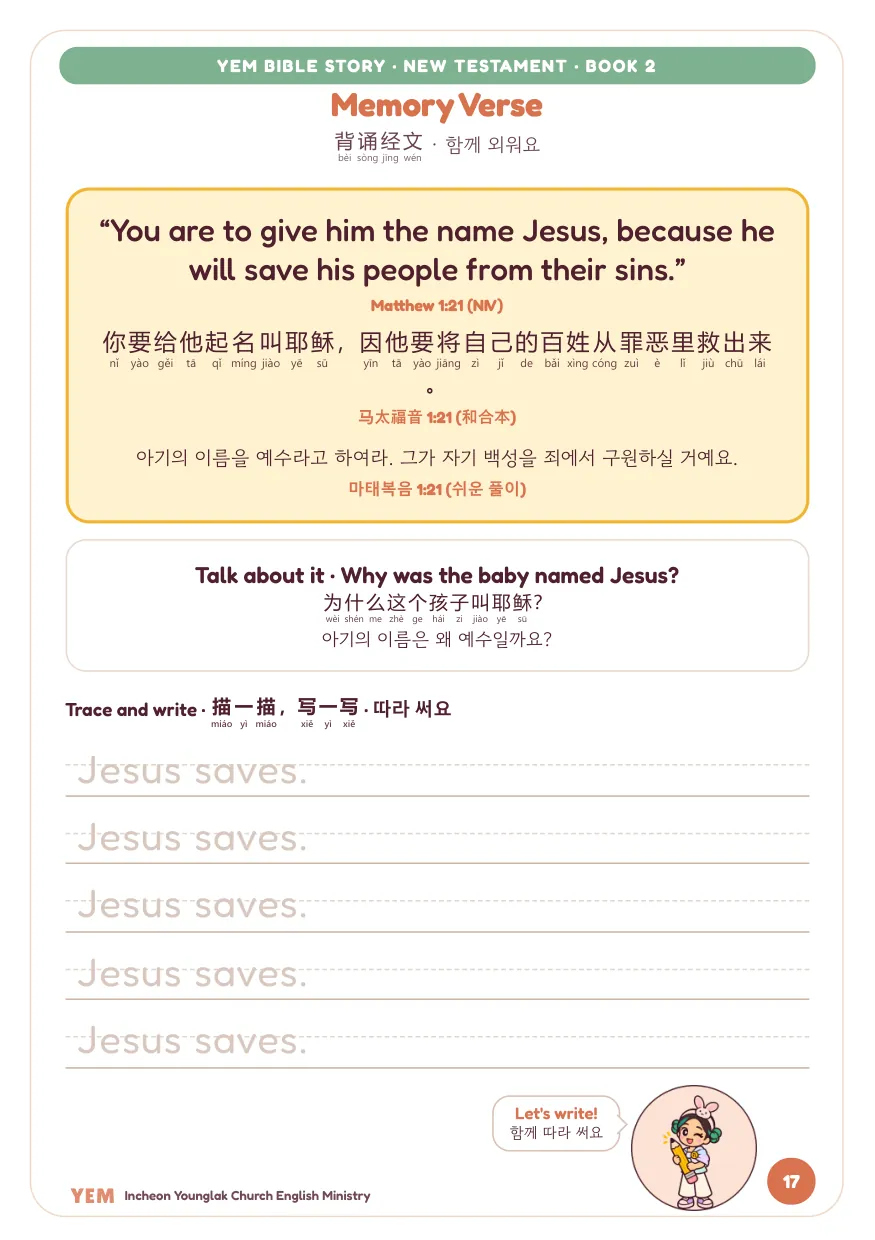 YEM BIBLE STORY · NEW TESTAMENT · BOOK 2
Memory Verse
背诵经文 · 함께 외워요
bèi sòng jīng wén
“You are to give him the name Jesus, because he
will save his people from their sins.”
Matthew 1:21 (NIV)
你要给他起名叫耶稣，因他要将自己的百姓从罪恶里救出来
nǐ yào gěi tā qǐ míng jiào yē sū yīn tā yào jiāng zì jǐ de bǎi xìng cóng zuì è lǐ jiù chū lái
。
马太福音 1:21 (和合本)
아기의 이름을 예수라고 하여라. 그가 자기 백성을 죄에서 구원하실 거예요.
마태복음 1:21 (쉬운 풀이)
Talk about it · Why was the baby named Jesus?
为什么这个孩子叫耶稣？
wèi shén me zhè ge hái zi jiào yē sū
아기의 이름은 왜 예수일까요?
Trace and write · 描一描，写一写 · 따라 써요
miáo yì miáo xiě yì xiě
Jesus saves.
Jesus saves.
Jesus saves.
Jesus saves.
Jesus saves.
Let's write!
함께 따라 써요
YEM Incheon Younglak Church English Ministry
17